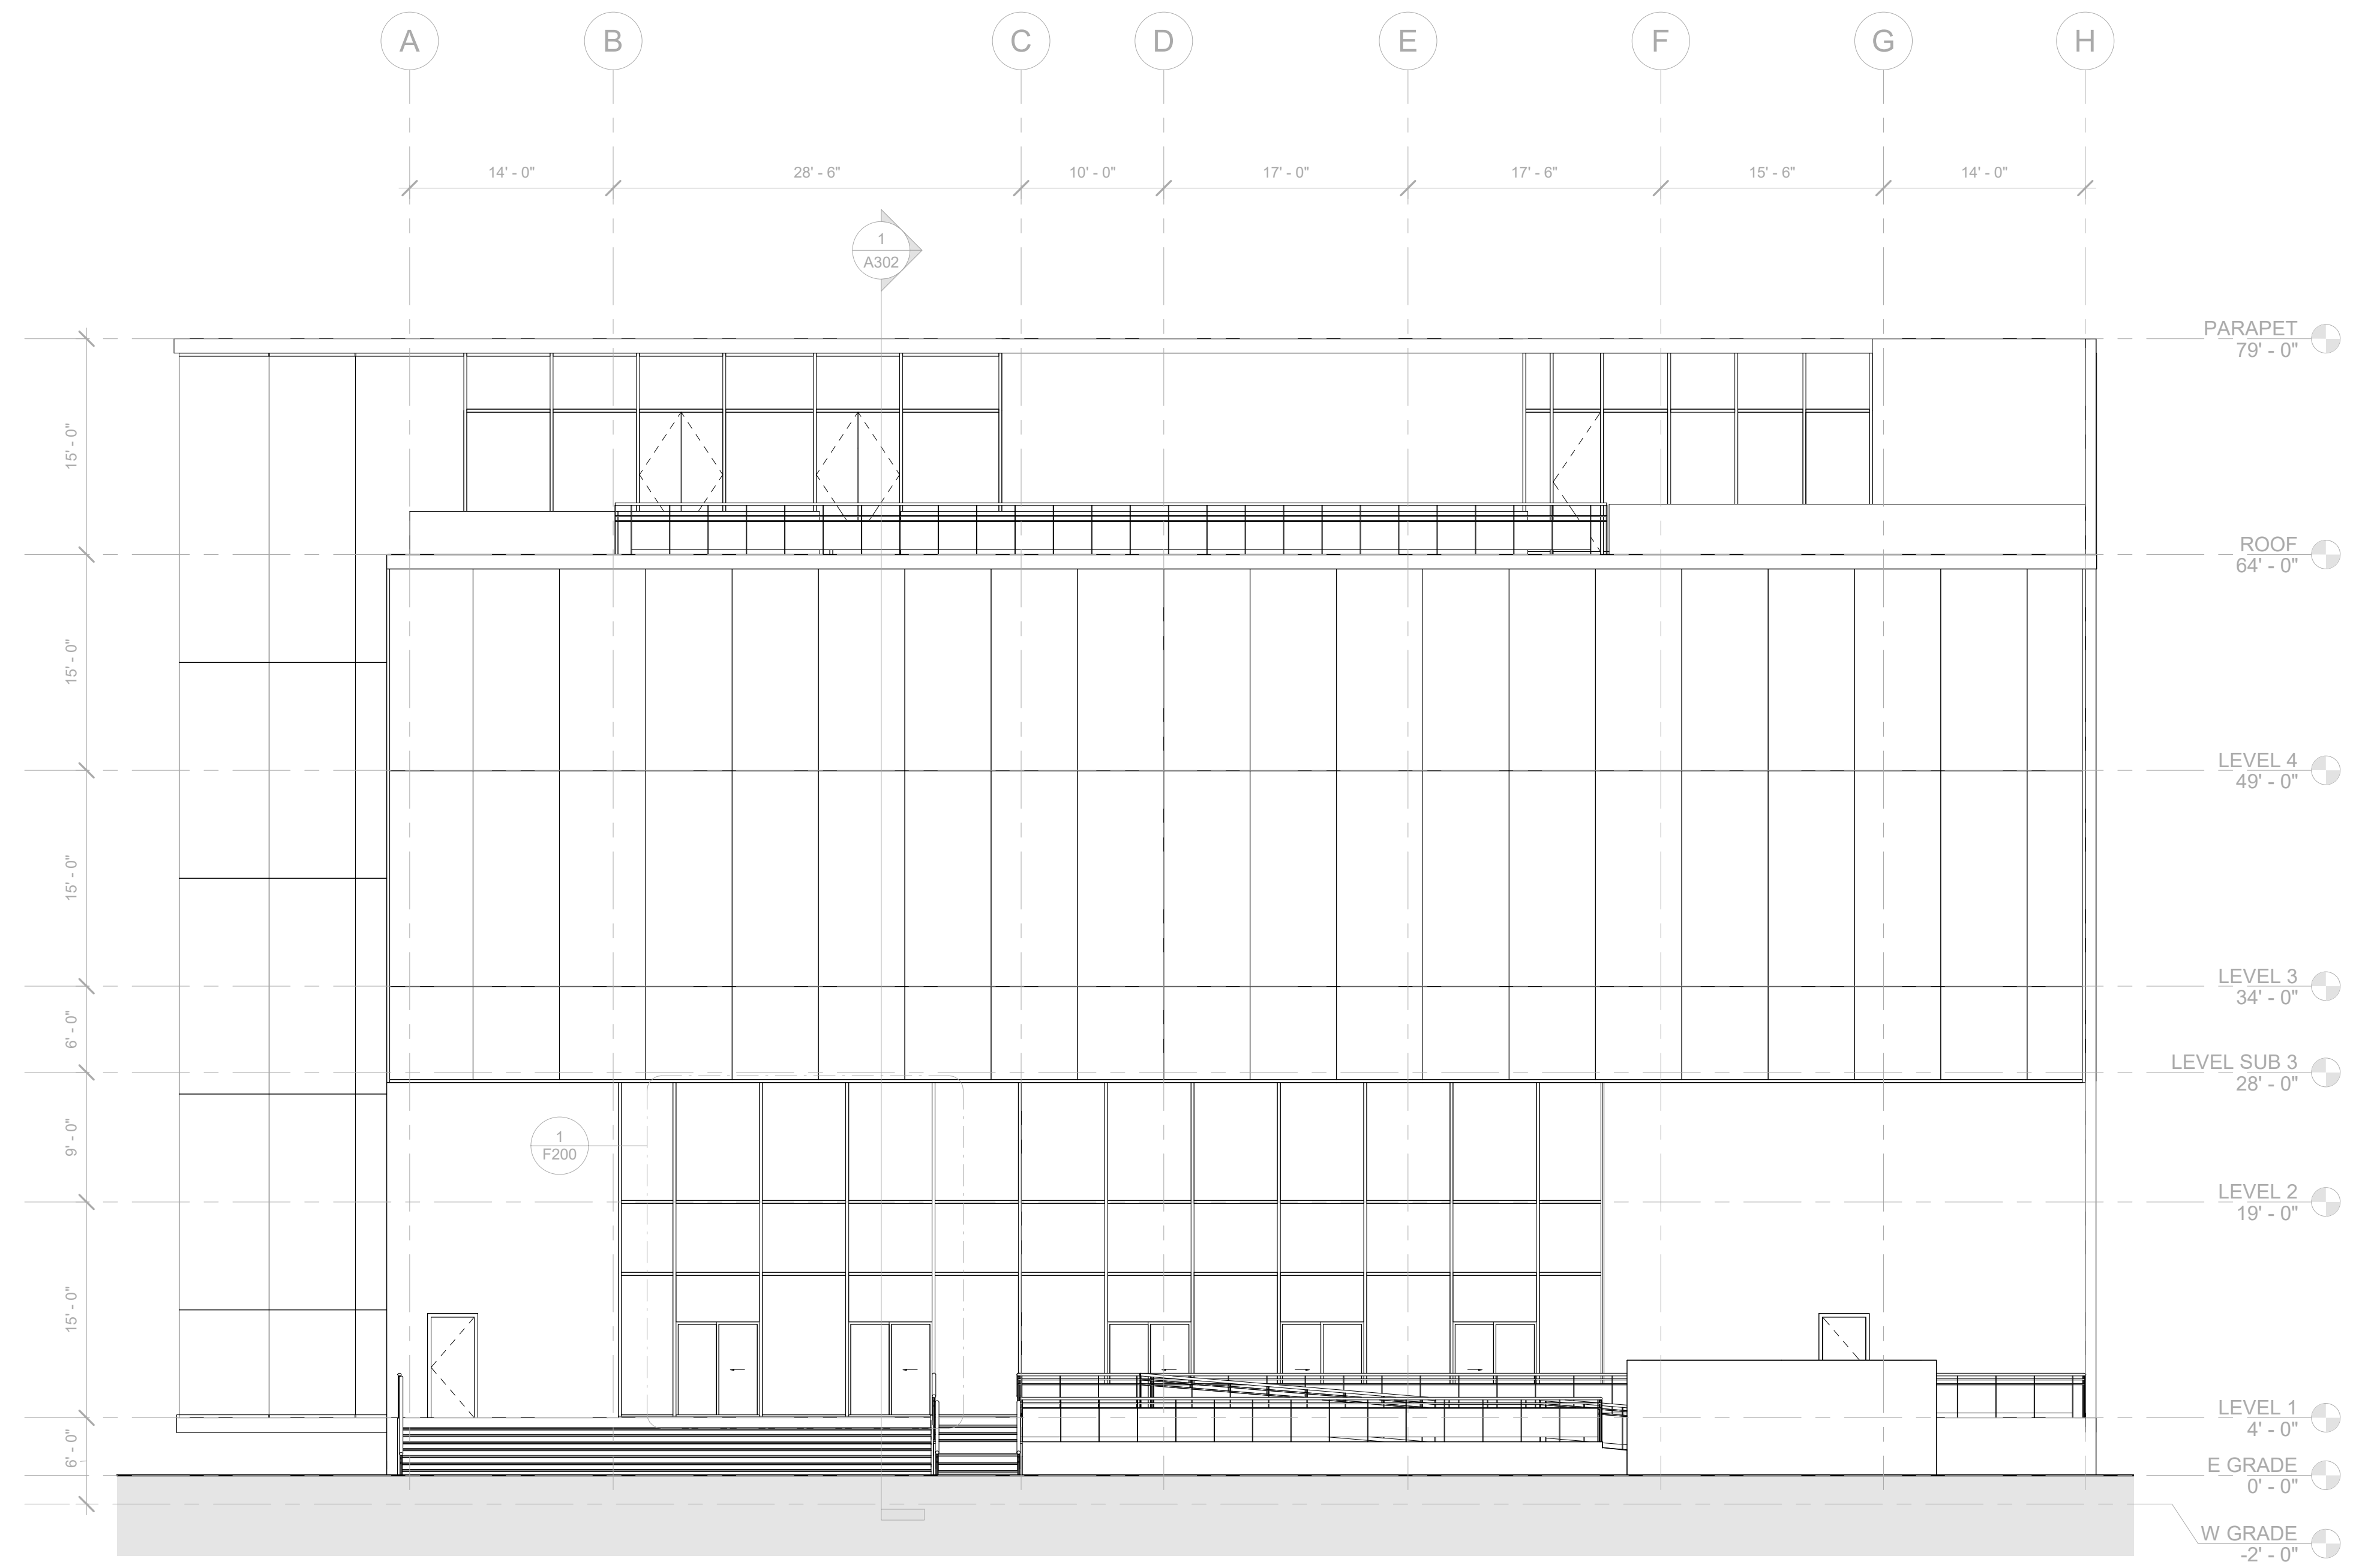 A B C D E F G H
14' - 0" 28' - 6" 10' - 0" 17' - 0" 17' - 6" 15' - 6" 14' - 0"
1
A302
PARAPET
79' - 0"
15' - 0"
ROOF
64' - 0"
15' - 0"
LEVEL 4
49' - 0"
15' - 0"
LEVEL 3
34' - 0"
6' - 0"
LEVEL SUB 3
28' - 0"
9' - 0"
1
F200
LEVEL 2
19' - 0"
15' - 0"
LEVEL 1
4' - 0"
6' - 0"
E GRADE
0' - 0"
W GRADE
-2' - 0"